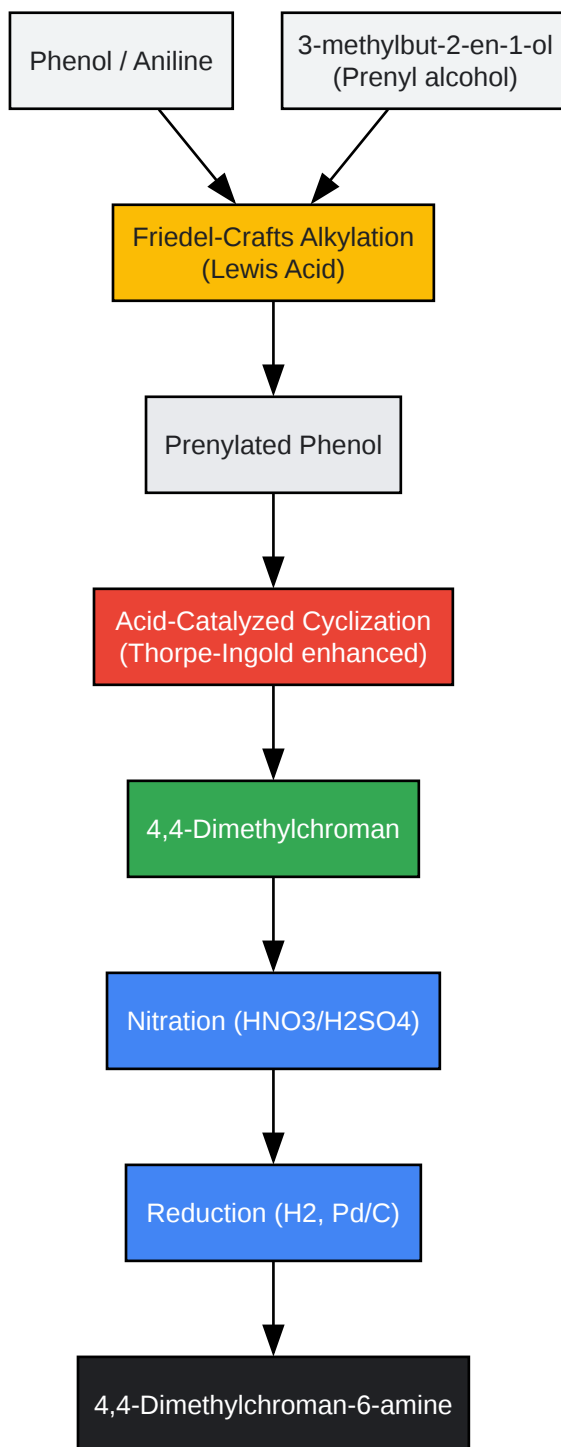 Phenol / Aniline
3-methylbut-2-en-1-ol
(Prenyl alcohol)
Friedel-Crafts Alkylation
(Lewis Acid)
Prenylated Phenol
Acid-Catalyzed Cyclization
(Thorpe-Ingold enhanced)
4,4-Dimethylchroman
Nitration (HNO3/H2SO4)
Reduction (H2, Pd/C)
4,4-Dimethylchroman-6-amine